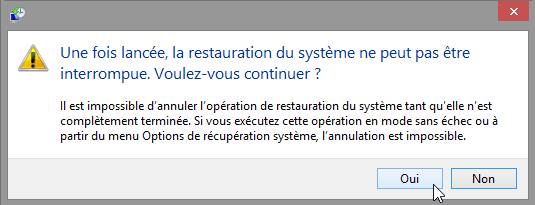 Une fois lancée, la restauration du système ne peut pas être
interrompue. Voulez-vous continuer ?
Il est impossible d'annuler l'opération de restauration du système tant qu'elle n'est
complètement terminée. Si vous exécutez cette opération en mode sans échec ou à
partir du menu Options de récupération système, l'annulation est impossible.
Oui
Non